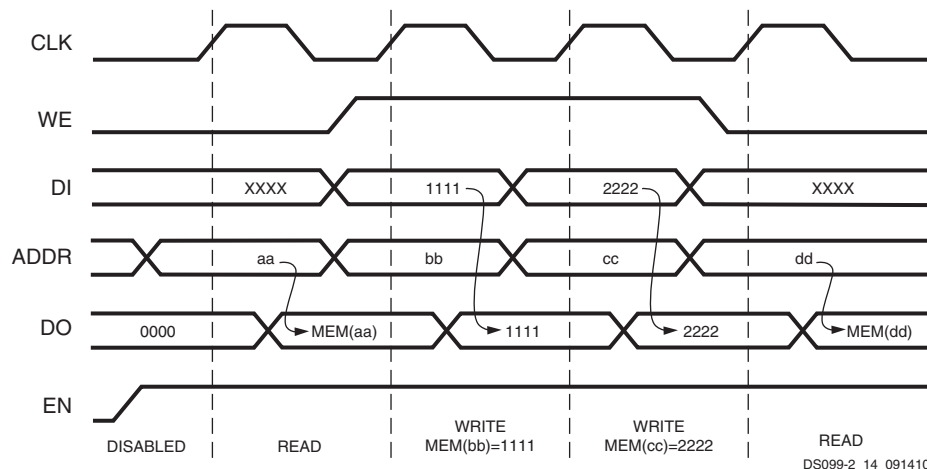 CLK
WE
DI XXXX 1111 2222 XXXX
ADDR aa bb cc dd
DO 0000 MEM(aa) 1111 2222 MEM(dd)
EN
DISABLED READ WRITE MEM(bb)=1111 WRITE MEM(cc)=2222 READ
DS099-2_14_091410